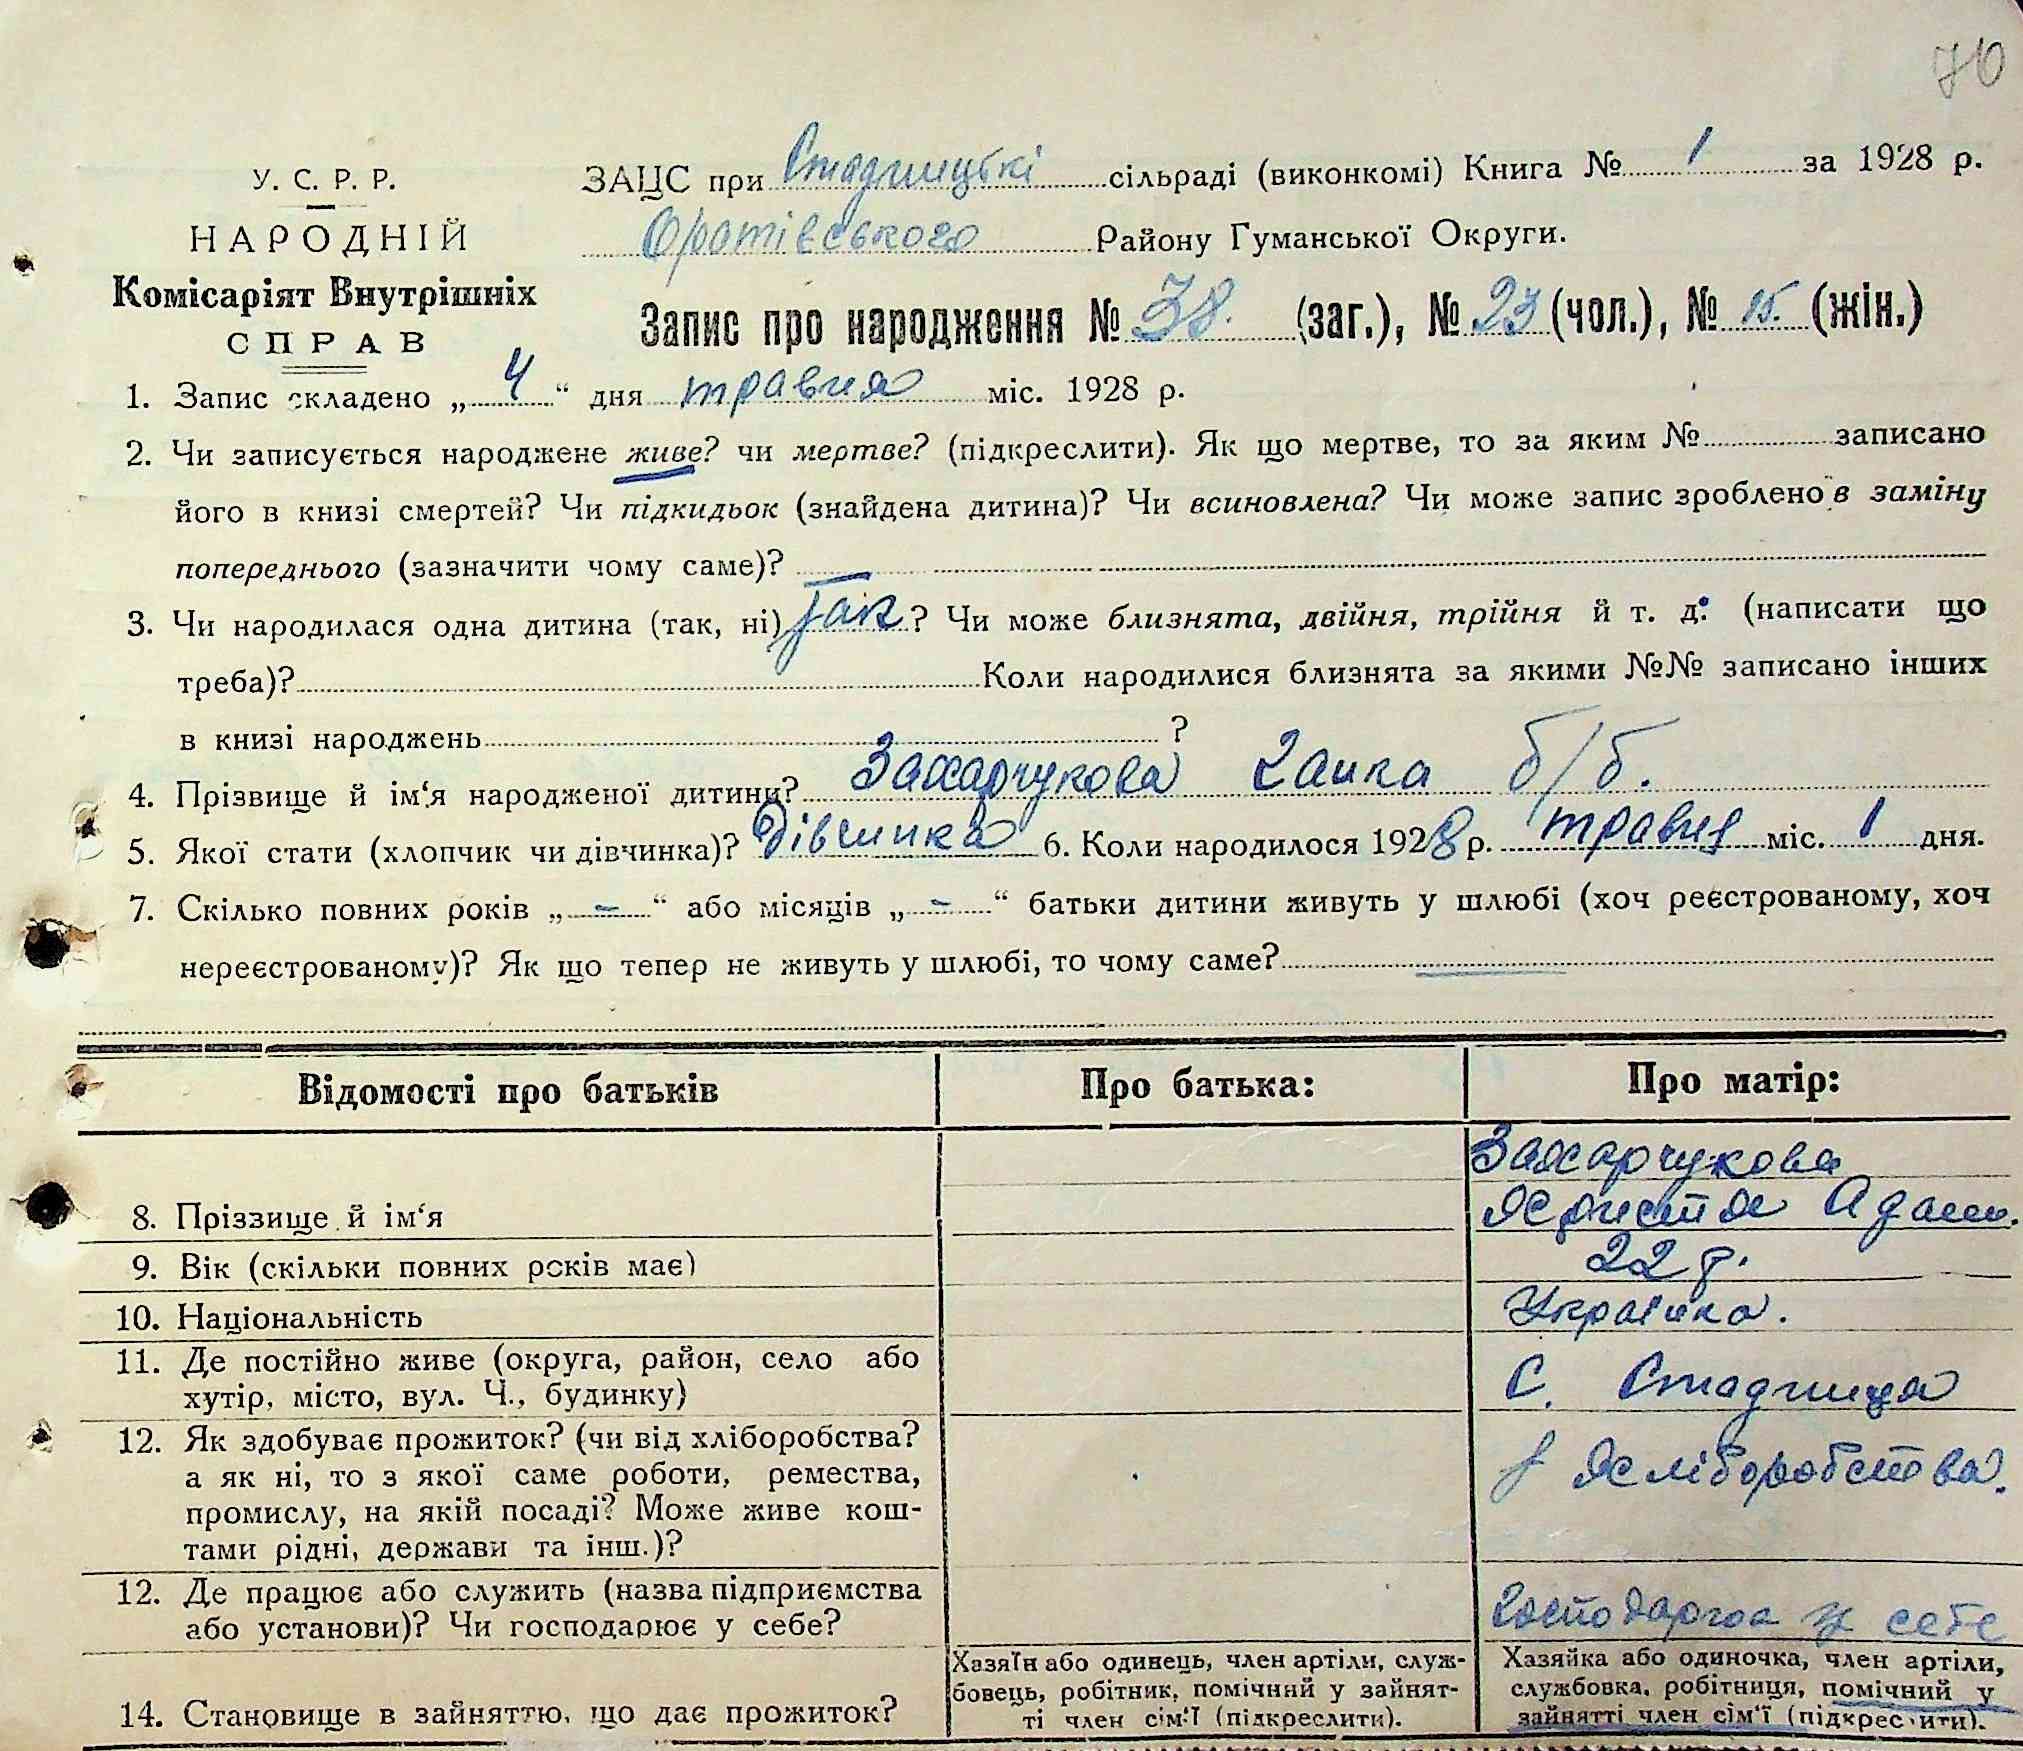 70
У. С. Р. Р.
НАРОДНІЙ
Комісаріят Внутрішніх
СПРАВ
ЗАЦС при Стадницькі сільраді (виконкомі) Книга № 1 за 1928 р.
Оратівського Району Гуманської Округи.
Запис про народження № 38. (заг.), № 23 (чол.), № 15. (жін.)
1. Запис складено „4“ дня травня міс. 1928 р.
2. Чи записується народжене живе? чи мертве? (підкреслити). Як що мертве, то за яким № записано
його в книзі смертей? Чи підкидьок (знайдена дитина)? Чи всиновлена? Чи може запис зроблено в заміну
попереднього (зазначити чому саме)?
3. Чи народилася одна дитина (так, ні) Так? Чи може близнята, двійня, трійня й т. д. (написати що
треба)? Коли народилися близнята за якими №№ записано інших
в книзі народжень ?
4. Прізвище й ім‘я народженої дитини? Захарчукова Ганка б/б.
5. Якої стати (хлопчик чи дівчинка)? Дівчинка 6. Коли народилося 1928 р. травня міс. 1 дня.
7. Скілько повних років „ – “ або місяців „ – “ батьки дитини живуть у шлюбі (хоч реєстрованому, хоч
нереєстрованому)? Як що тепер не живуть у шлюбі, то чому саме?
Відомості про батьків
Про батька:
Про матір:
8. Пріззище й ім‘я
Захарчукова
Христя Адам.
9. Вік (скільки повних років має)
22 р.
10. Національність
Українка.
11. Де постійно живе (округа, район, село або
хутір, місто, вул. Ч., будинку)
С. Стадниця
12. Як здобуває прожиток? (чи від хліборобства?
а як ні, то з якої саме роботи, ремества,
промислу, на якій посаді? Може живе кош-
тами рідні, держави та інш.)?
Хліборобства.
12. Де працює або служить (назва підприємства
або установи)? Чи господарює у себе?
у себе
14. Становище в зайняттю, що дає прожиток?
Хазяїн або одинець, член артіли, служ-
бовець, робітник, помічний у зайнят-
ті член сім‘ї (підкреслити).
Хазяйка або одиночка, член артіли,
службовка, робітниця, помічний у
зайнятті член сім‘ї (підкреслити).